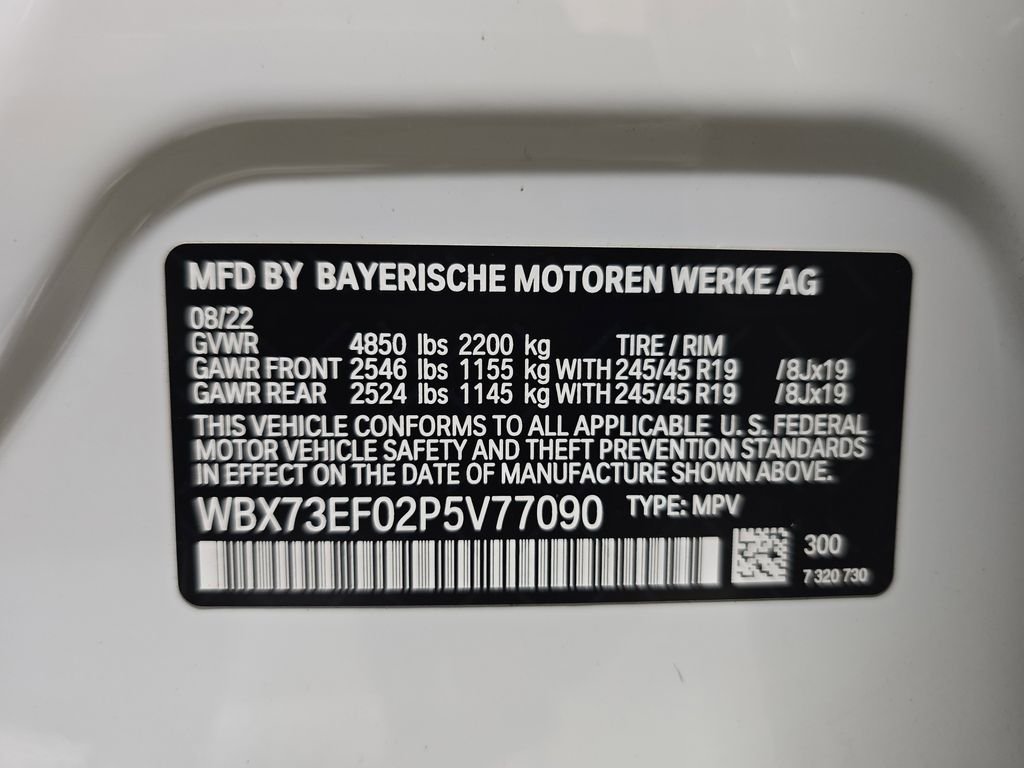 MFD BY BAYERISCHE MOTOREN WERKE AG
08/22
GVWR 4850 lbs 2200 kg TIRE / RIM
GAWR FRONT 2546 lbs 1155 kg WITH 245/45 R19 /8Jx19
GAWR REAR 2524 lbs 1145 kg WITH 245/45 R19 /8Jx19
THIS VEHICLE CONFORMS TO ALL APPLICABLE U. S. FEDERAL
MOTOR VEHICLE SAFETY AND THEFT PREVENTION STANDARDS
IN EFFECT ON THE DATE OF MANUFACTURE SHOWN ABOVE.
WBX73EF02P5V77090 TYPE: MPV
300
7 320 730